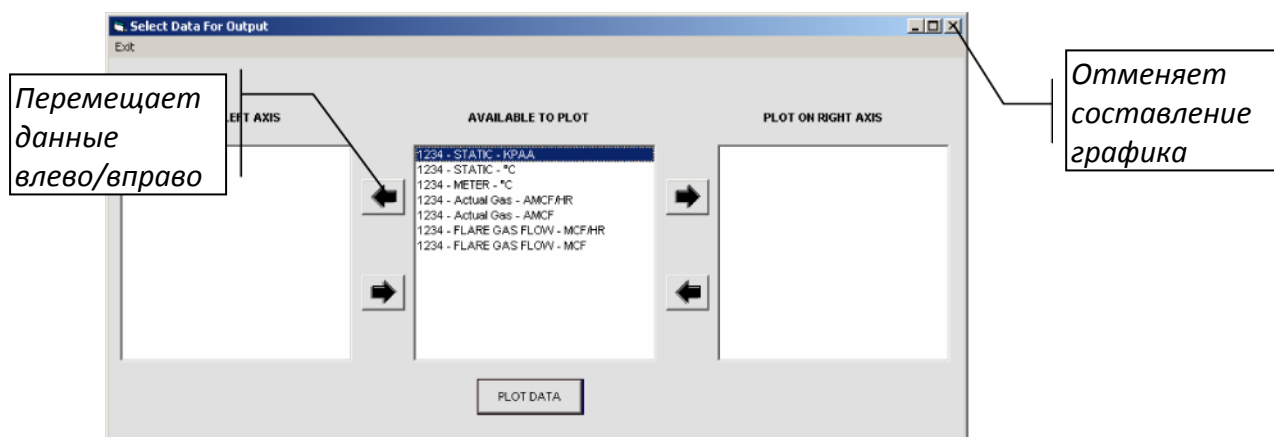 Select Data For Output
Exit
Перемещает
данные
влево/вправо
Отменяет
составление
графика
LEFT AXIS
AVAILABLE TO PLOT
PLOT ON RIGHT AXIS
1234 - STATIC - KPAA
1234 - STATIC - °C
1234 - METER - °C
1234 - Actual Gas - AMCF/HR
1234 - Actual Gas - AMCF
1234 - FLARE GAS FLOW - MCF/HR
1234 - FLARE GAS FLOW - MCF
PLOT DATA